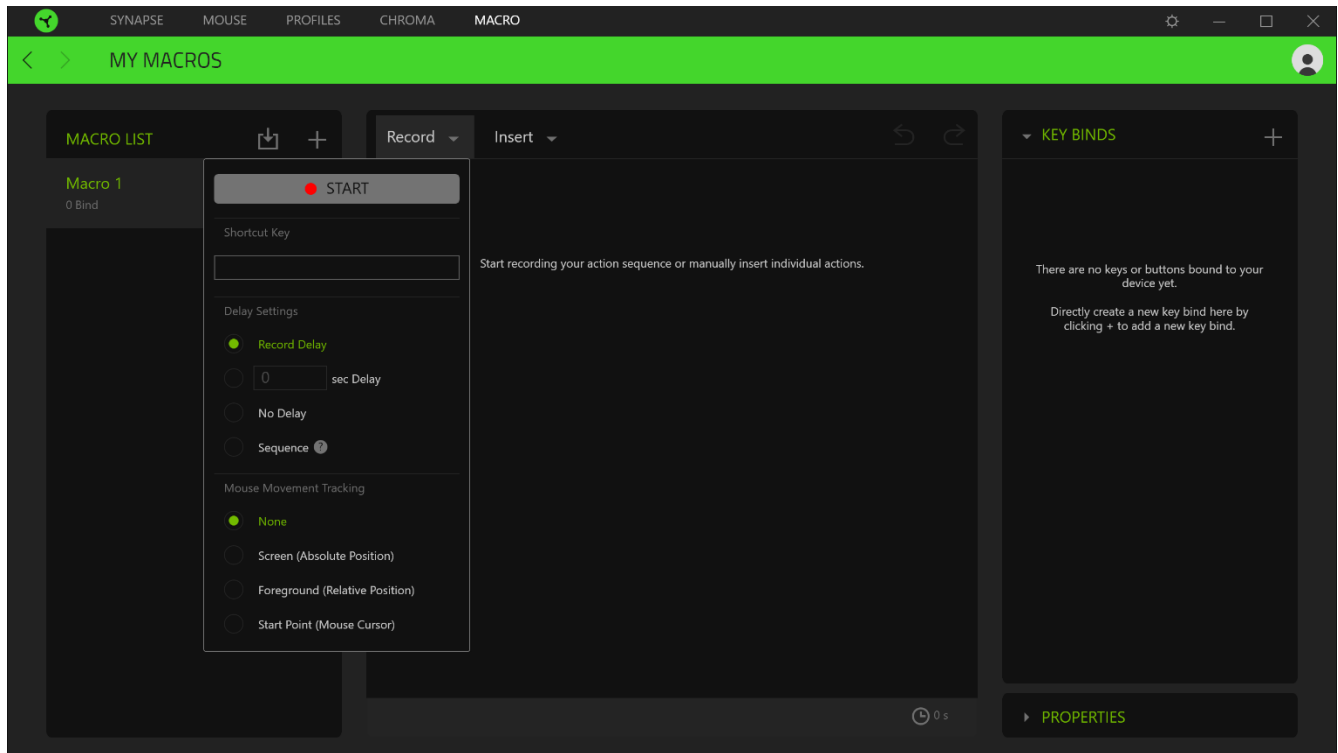 SYNAPSE MOUSE PROFILES CHROMA MACRO
MY MACROS
MACRO LIST
Macro 1
0 Bind
Record
Insert
START
Shortcut Key
Delay Settings
Record Delay
0 sec Delay
No Delay
Sequence ?
Mouse Movement Tracking
None
Screen (Absolute Position)
Foreground (Relative Position)
Start Point (Mouse Cursor)
Start recording your action sequence or manually insert individual actions.
0 s
KEY BINDS
There are no keys or buttons bound to your
device yet.
Directly create a new key bind here by
clicking + to add a new key bind.
PROPERTIES